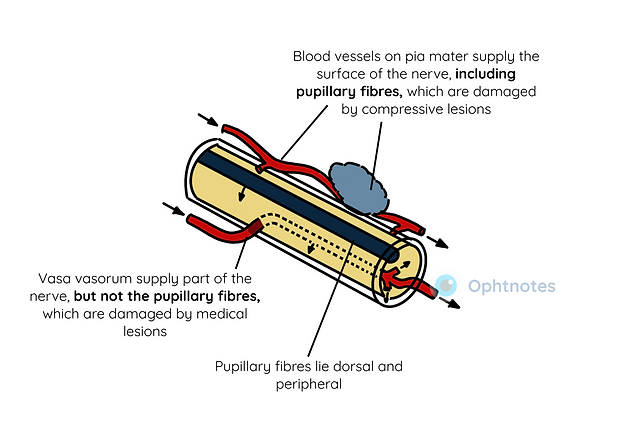 Blood vessels on pia mater supply the
surface of the nerve, including
pupillary fibres, which are damaged
by compressive lesions
Vasa vasorum supply part of the
nerve, but not the pupillary fibres,
which are damaged by medical
lesions
Ophtnotes
Pupillary fibres lie dorsal and
peripheral